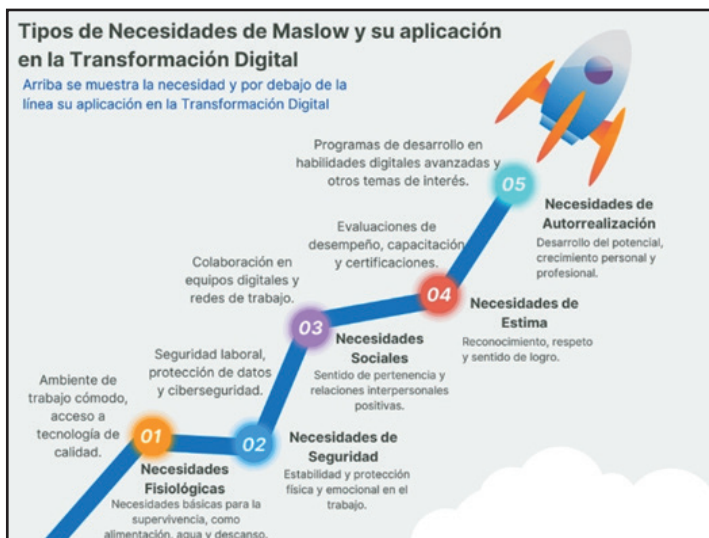 Tipos de Necesidades de Maslow y su aplicación
en la Transformación Digital
Arriba se muestra la necesidad y por debajo de la
línea su aplicación en la Transformación Digital
Programas de desarrollo en
habilidades digitales avanzadas y
otros temas de interés.
05
Necesidades de
Autorrealización
Desarrollo del potencial,
crecimiento personal y
profesional.
Evaluaciones de
desempeño, capacitación
y certificaciones.
04
Necesidades de
Estima
Reconocimiento, respeto
y sentido de logro.
Colaboración en
equipos digitales y
redes de trabajo.
03
Necesidades
Sociales
Sentido de pertenencia y
relaciones interpersonales
positivas.
Seguridad laboral,
protección de datos
y ciberseguridad.
02
Necesidades de
Seguridad
Estabilidad y protección
física y emocional en el
trabajo.
Ambiente de
trabajo cómodo,
acceso a
tecnología de
calidad.
01
Necesidades
Fisiológicas
Necesidades básicas para la
supervivencia, como
alimentación, agua y descanso.